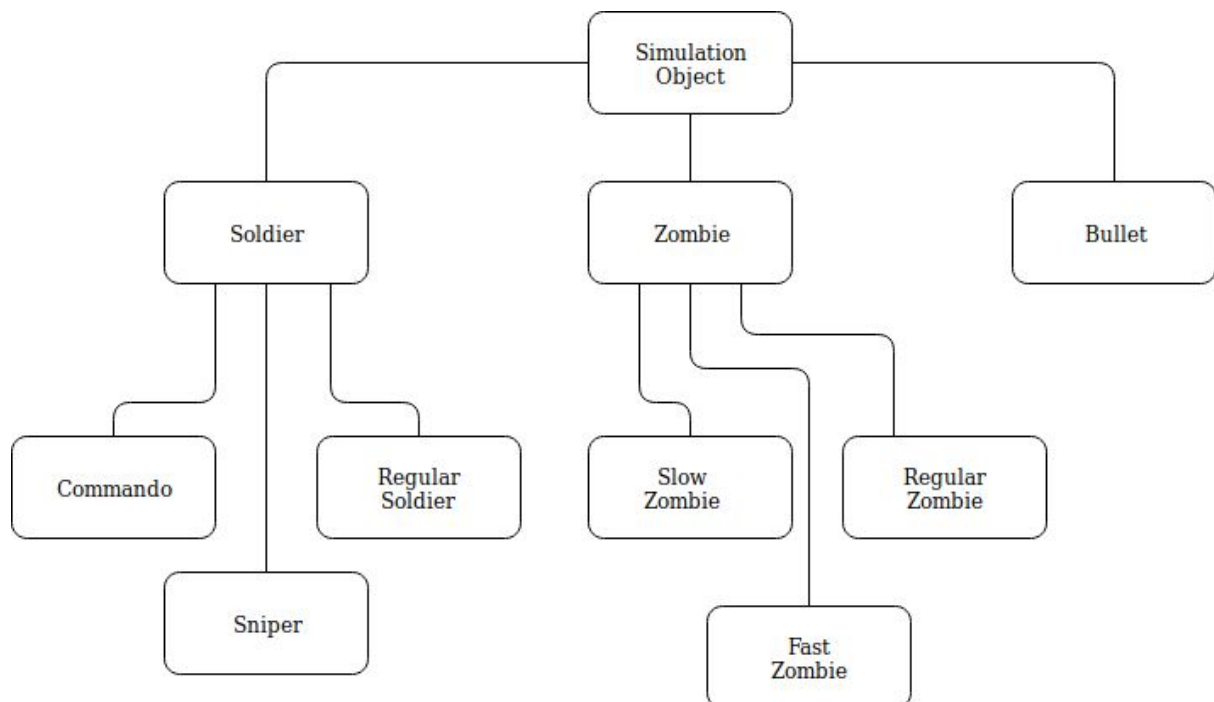 Simulation
Object
Soldier
Zombie
Bullet
Commando
Regular
Soldier
Slow
Zombie
Regular
Zombie
Sniper
Fast
Zombie